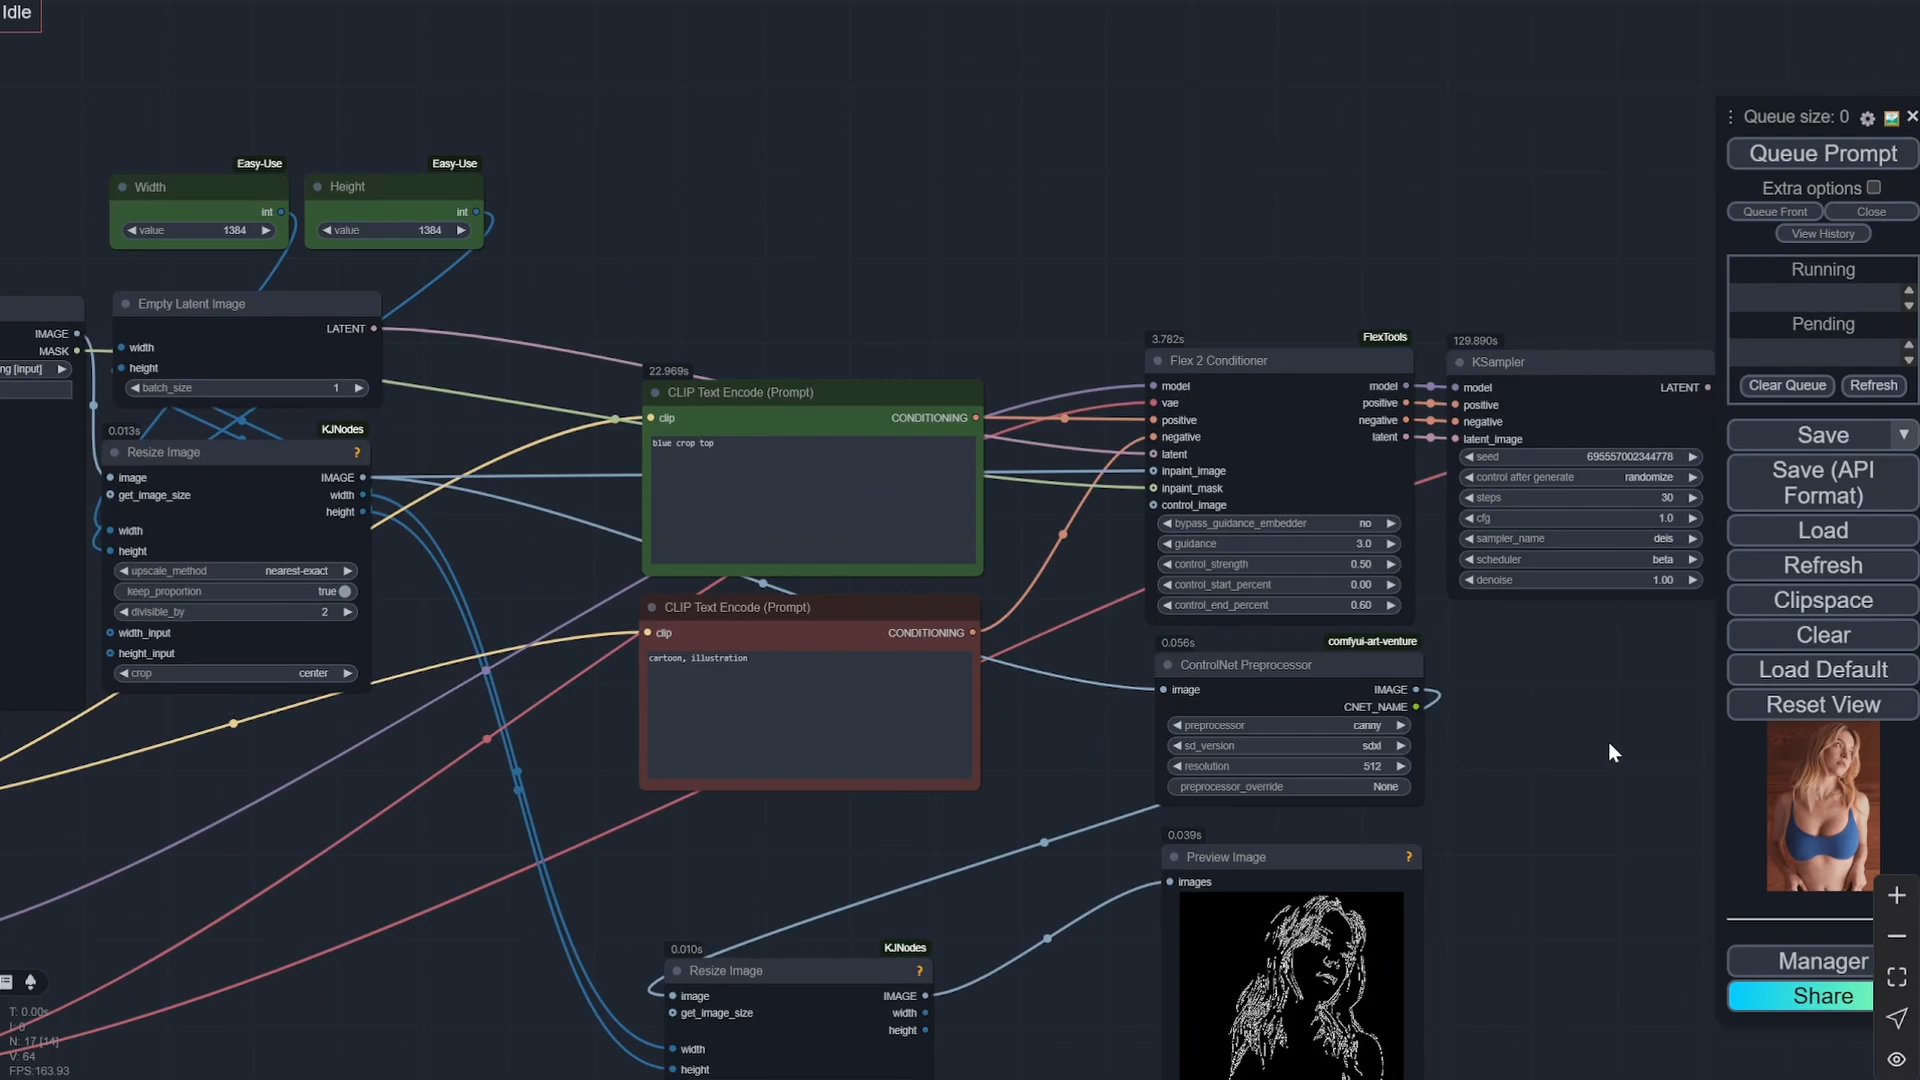 Idle
Queue size: 0
Queue Prompt
Extra options
Queue Front
Close
View History
Running
Pending
Clear Queue
Refresh
Save
Save (API
Format)
Load
Refresh
Clipspace
Clear
Load Default
Reset View
Manager
Share
Easy-Use
Width
int
value 1384
Easy-Use
Height
int
value 1384
IMAGE
MASK
ng [input]
Empty Latent Image
LATENT
width
height
batch_size 1
0.013s
KJNodes
Resize Image ?
image IMAGE
get_image_size width
height
width
height
upscale_method nearest-exact
keep_proportion true
divisible_by 2
width_input
height_input
crop center
22.969s
CLIP Text Encode (Prompt)
clip CONDITIONING
blue crop top
CLIP Text Encode (Prompt)
clip CONDITIONING
cartoon, illustration
3.782s
FlexTools
Flex 2 Conditioner
model model
vae positive
positive negative
negative latent
latent
inpaint_image
inpaint_mask
control_image
bypass_guidance_embedder no
guidance 3.0
control_strength 0.50
control_start_percent 0.00
control_end_percent 0.60
129.890s
KSampler
model LATENT
positive
negative
latent_image
seed 695557002344778
control after generate randomize
steps 30
cfg 1.0
sampler_name deis
scheduler beta
denoise 1.00
0.056s
comfyui-art-venture
ControlNet Preprocessor
image IMAGE
CNET_NAME
preprocessor canny
sd_version sdxl
resolution 512
preprocessor_override None
0.039s
Preview Image ?
images
0.010s
KJNodes
Resize Image ?
image IMAGE
get_image_size width
height
width
height
T: 0.00s
I: 0
N: 17 [14]
V: 64
FPS:163.93